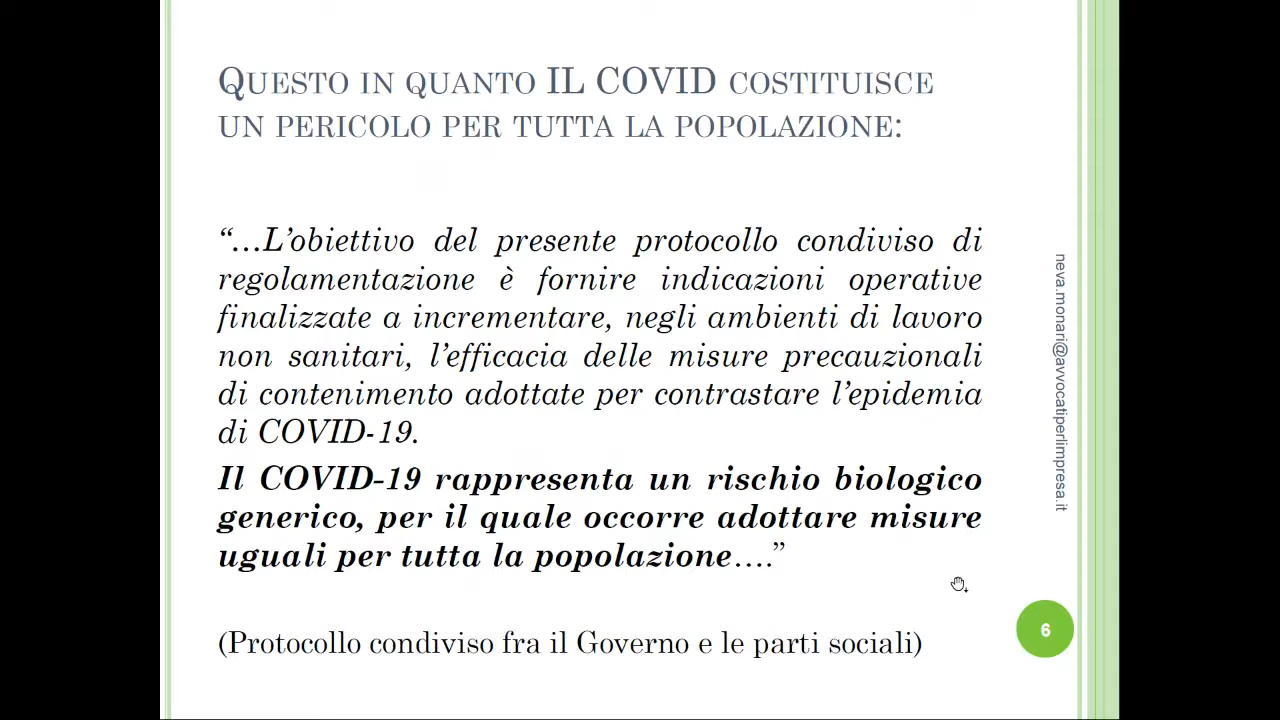 QUESTO IN QUANTO IL COVID COSTITUISCE
UN PERICOLO PER TUTTA LA POPOLAZIONE:
“…L’obiettivo del presente protocollo condiviso di
regolamentazione è fornire indicazioni operative
finalizzate a incrementare, negli ambienti di lavoro
non sanitari, l’efficacia delle misure precauzionali
di contenimento adottate per contrastare l’epidemia
di COVID-19.
Il COVID-19 rappresenta un rischio biologico
generico, per il quale occorre adottare misure
uguali per tutta la popolazione….”
(Protocollo condiviso fra il Governo e le parti sociali)
neva.monari@avvocatiperlimpresa.it
6